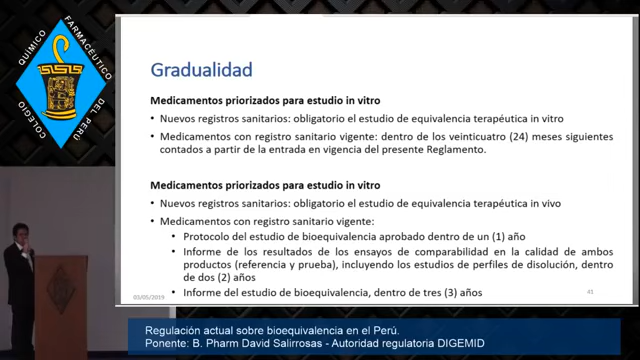 QUÍMICO
FARMACÉUTICO
COLEGIO
DEL PERÚ
Gradualidad
Medicamentos priorizados para estudio in vitro
• Nuevos registros sanitarios: obligatorio el estudio de equivalencia terapéutica in vitro
• Medicamentos con registro sanitario vigente: dentro de los veinticuatro (24) meses siguientes
contados a partir de la entrada en vigencia del presente Reglamento.
Medicamentos priorizados para estudio in vitro
• Nuevos registros sanitarios: obligatorio el estudio de equivalencia terapéutica in vivo
• Medicamentos con registro sanitario vigente:
• Protocolo del estudio de bioequivalencia aprobado dentro de un (1) año
• Informe de los resultados de los ensayos de comparabilidad en la calidad de ambos
productos (referencia y prueba), incluyendo los estudios de perfiles de disolución, dentro
de dos (2) años
• Informe del estudio de bioequivalencia, dentro de tres (3) años
03/05/2019
41
Regulación actual sobre bioequivalencia en el Perú.
Ponente: B. Pharm David Salirrosas - Autoridad regulatoria DIGEMID